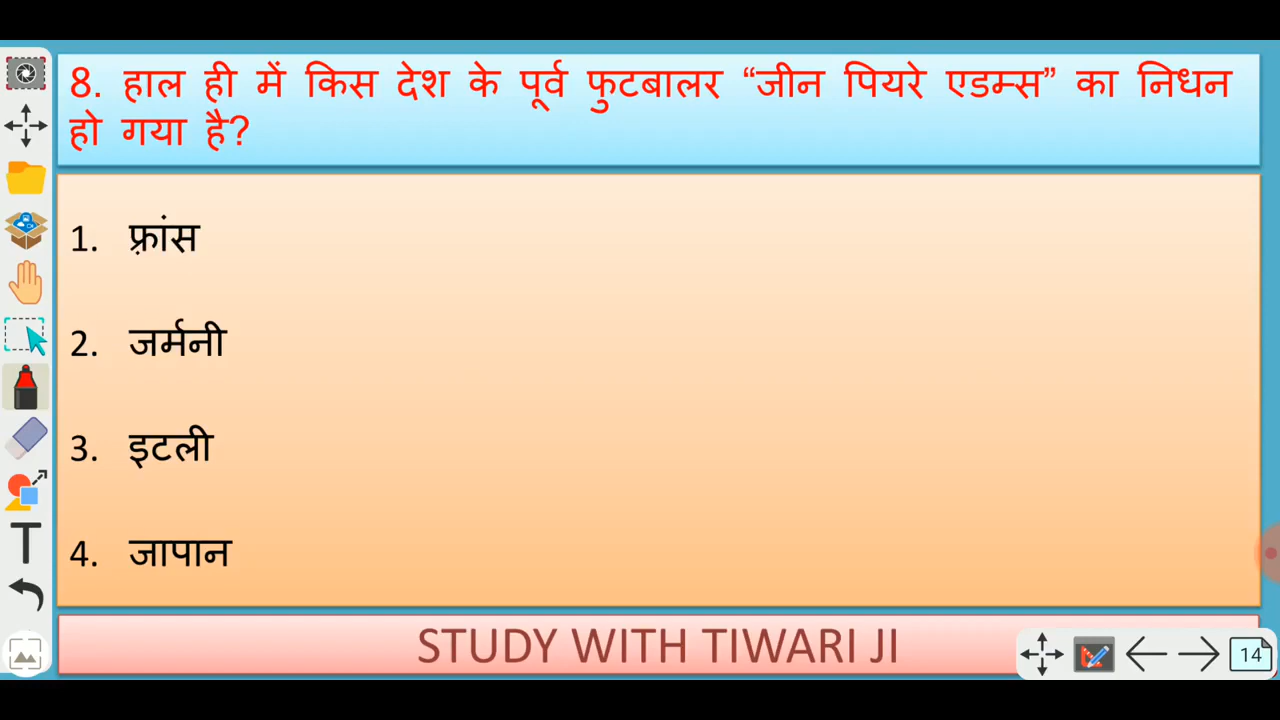 8. हाल ही में किस देश के पूर्व फुटबालर “जीन पियरे एडम्स” का निधन
हो गया है?
1. फ़्रांस
2. जर्मनी
3. इटली
4. जापान
STUDY WITH TIWARI JI
T
14